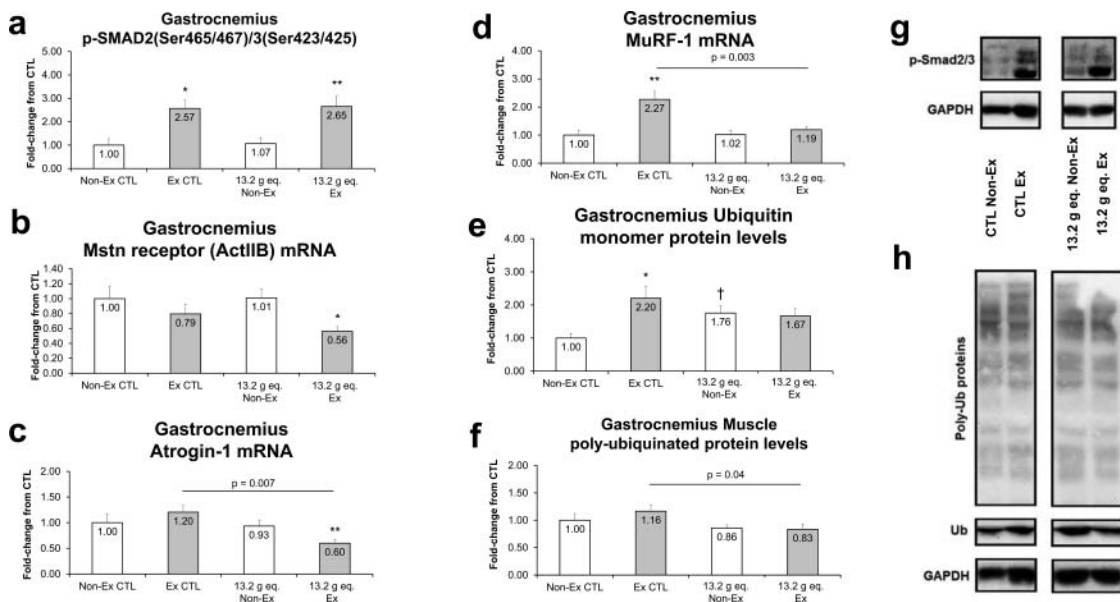 a
Gastrocnemius
p-SMAD2(Ser465/467)/3(Ser423/425)
Fold-change from CTL
5.00
4.00
3.00
2.00
1.00
0.00
*
**
1.00
2.57
1.07
2.65
Non-Ex CTL
Ex CTL
13.2 g eq.
Non-Ex
13.2 g eq.
Ex
b
Gastrocnemius
Mstn receptor (ActIIB) mRNA
Fold-change from CTL
1.40
1.20
1.00
0.80
0.60
0.40
0.20
0.00
*
1.00
0.79
1.01
0.56
Non-Ex CTL
Ex CTL
13.2 g eq.
Non-Ex
13.2 g eq.
Ex
c
Gastrocnemius
Atrogin-1 mRNA
Fold-change from CTL
2.00
1.50
1.00
0.50
0.00
p = 0.007
**
1.00
1.20
0.93
0.60
Non-Ex CTL
Ex CTL
13.2 g eq.
Non-Ex
13.2 g eq.
Ex
d
Gastrocnemius
MuRF-1 mRNA
Fold-change from CTL
4.00
3.00
2.00
1.00
0.00
p = 0.003
**
1.00
2.27
1.02
1.19
Non-Ex CTL
Ex CTL
13.2 g eq.
Non-Ex
13.2 g eq.
Ex
e
Gastrocnemius Ubiquitin
monomer protein levels
Fold-change from CTL
4.00
3.00
2.00
1.00
0.00
*
†
1.00
2.20
1.76
1.67
Non-Ex CTL
Ex CTL
13.2 g eq.
Non-Ex
13.2 g eq.
Ex
f
Gastrocnemius Muscle
poly-ubiquinated protein levels
Fold-change from CTL
2.00
1.50
1.00
0.50
0.00
p = 0.04
1.00
1.16
0.86
0.83
Non-Ex CTL
Ex CTL
13.2 g eq.
Non-Ex
13.2 g eq.
Ex
g
p-Smad2/3
GAPDH
CTL Non-Ex
CTL Ex
13.2 g eq. Non-Ex
13.2 g eq. Ex
h
Poly-Ub proteins
Ub
GAPDH